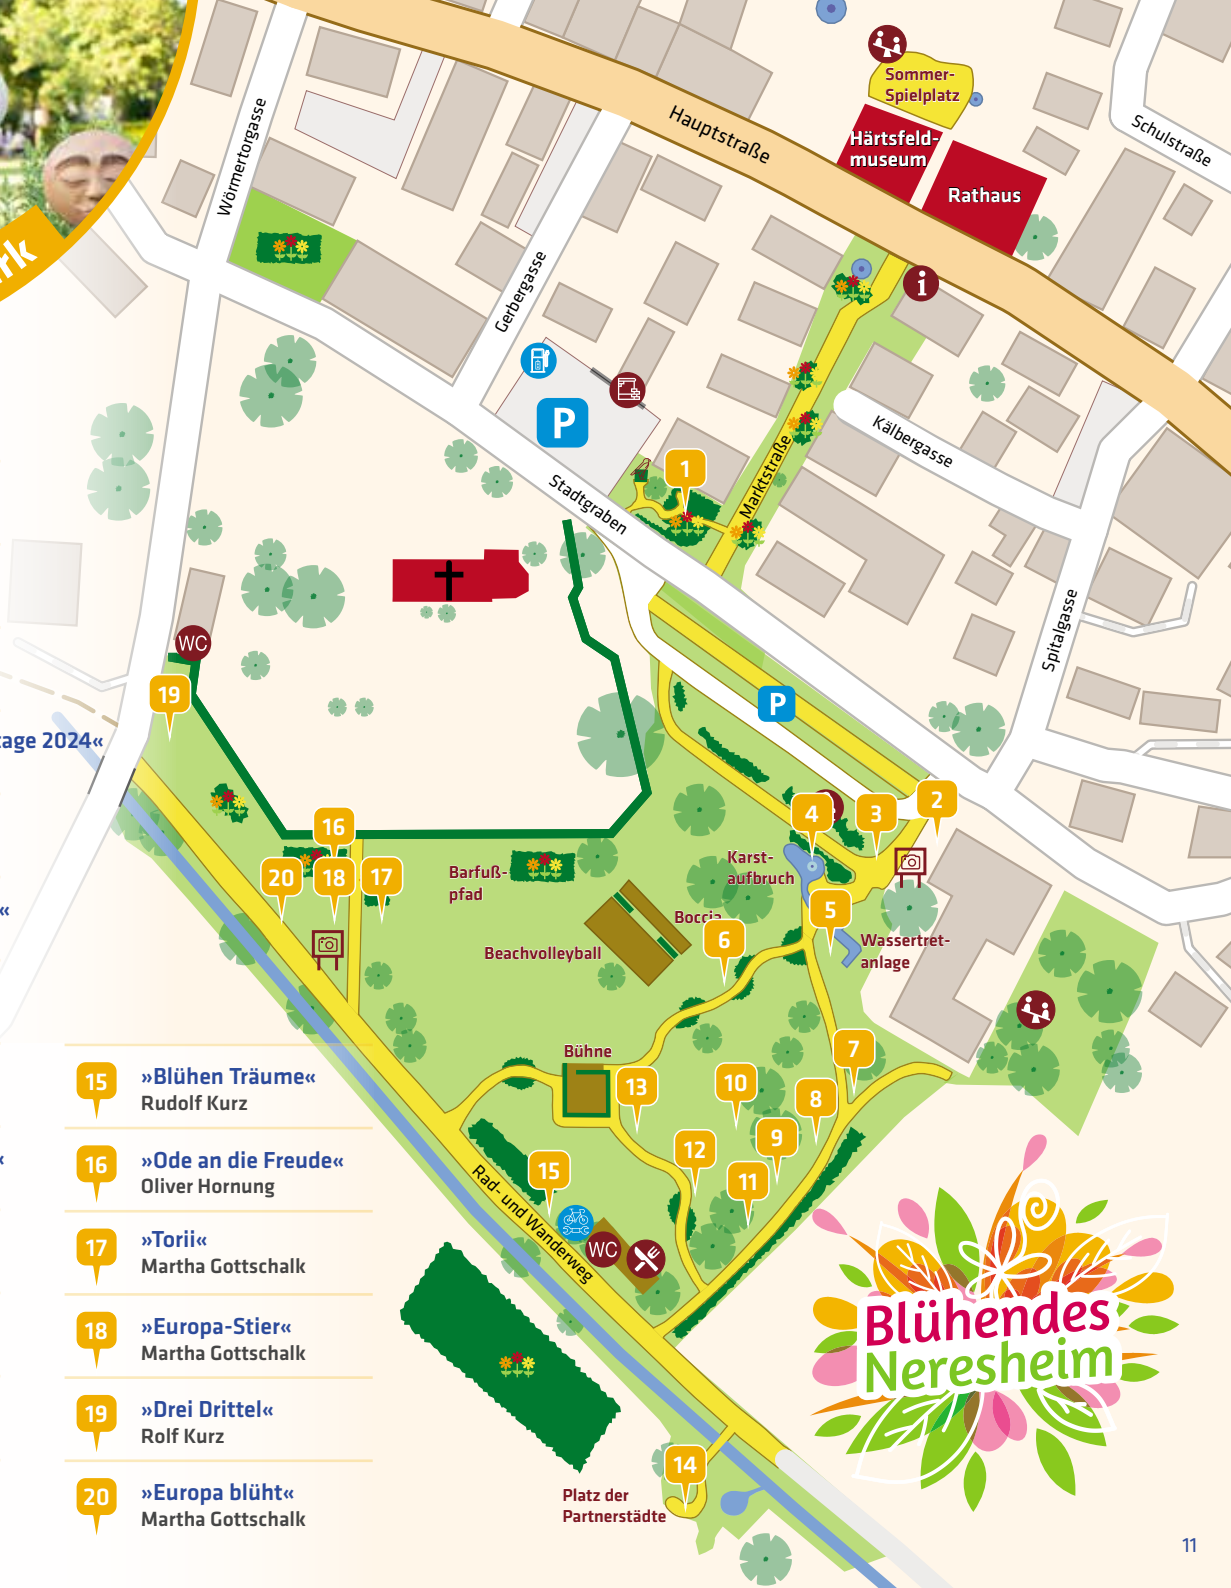 Sommer-
Spielplatz
Härtsfeld-
museum
Rathaus
Hauptstraße
Schulstraße
Wörmertorgasse
rk
Gerbergasse
i
P
Kälbergasse
Marktstraße
Stadtgraben
1
Spitalgasse
WC
19
P
tage 2024«
2
3
4
16
Karst-
aufbruch
20
18
17
Barfuß-
pfad
«
Boccia
5
6
Beachvolleyball
Wassertret-
anlage
7
Bühne
13
10
8
9
12
11
15
Rad- und Wanderweg
WC
15
»Blühen Träume«
Rudolf Kurz
16
»Ode an die Freude«
Oliver Hornung
17
»Torii«
Martha Gottschalk
18
»Europa-Stier«
Martha Gottschalk
19
»Drei Drittel«
Rolf Kurz
20
»Europa blüht«
Martha Gottschalk
Blühendes
Neresheim
14
Platz der
Partnerstädte
11